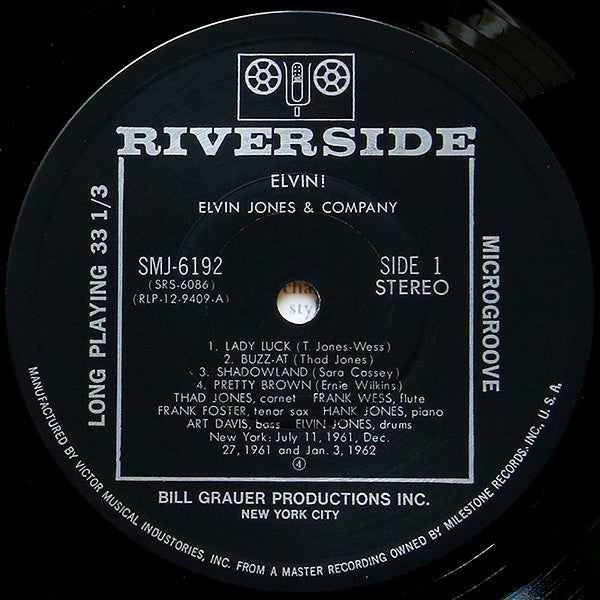 RIVERSIDE
ELVIN!
ELVIN JONES & COMPANY
SMJ-6192
(SRS-6086)
(RLP-12-9409-A)
SIDE 1
STEREO
cha
sty
1. LADY LUCK (T. Jones-Wess)
2. BUZZ-AT (Thad Jones)
3. SHADOWLAND (Sara Cassey)
4. PRETTY BROWN (Ernie Wilkins)
THAD JONES, cornet FRANK WESS, flute
FRANK FOSTER, tenor sax HANK JONES, piano
ART DAVIS, bass ELVIN JONES, drums
New York: July 11, 1961, Dec.
27, 1961 and Jan. 3, 1962
④
BILL GRAUER PRODUCTIONS INC.
NEW YORK CITY
LONG PLAYING 33 1/3
MICROGROOVE
MANUFACTURED BY VICTOR MUSICAL INDUSTORIES, INC. FROM A MASTER RECORDING OWNED BY MILESTONE RECORDS, INC., U. S. A.